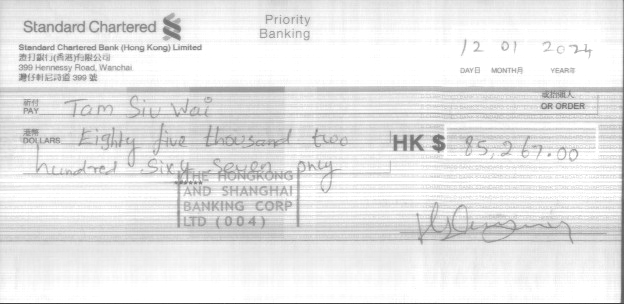 Standard Chartered
Priority
Banking
Standard Chartered Bank (Hong Kong) Limited
渣打銀行(香港)有限公司
399 Hennessy Road, Wanchai
灣仔軒尼詩道 399 號
12 01 2024
DAY日 MONTH月 YEAR年
祈付
PAY Tam Siu Wai
或抬頭人
OR ORDER
港幣
DOLLARS Eighty five thousand two
hundred sixty seven only
HK $ 85,267.00
THE HONGKONG
AND SHANGHAI
BANKING CORP
LTD (004)